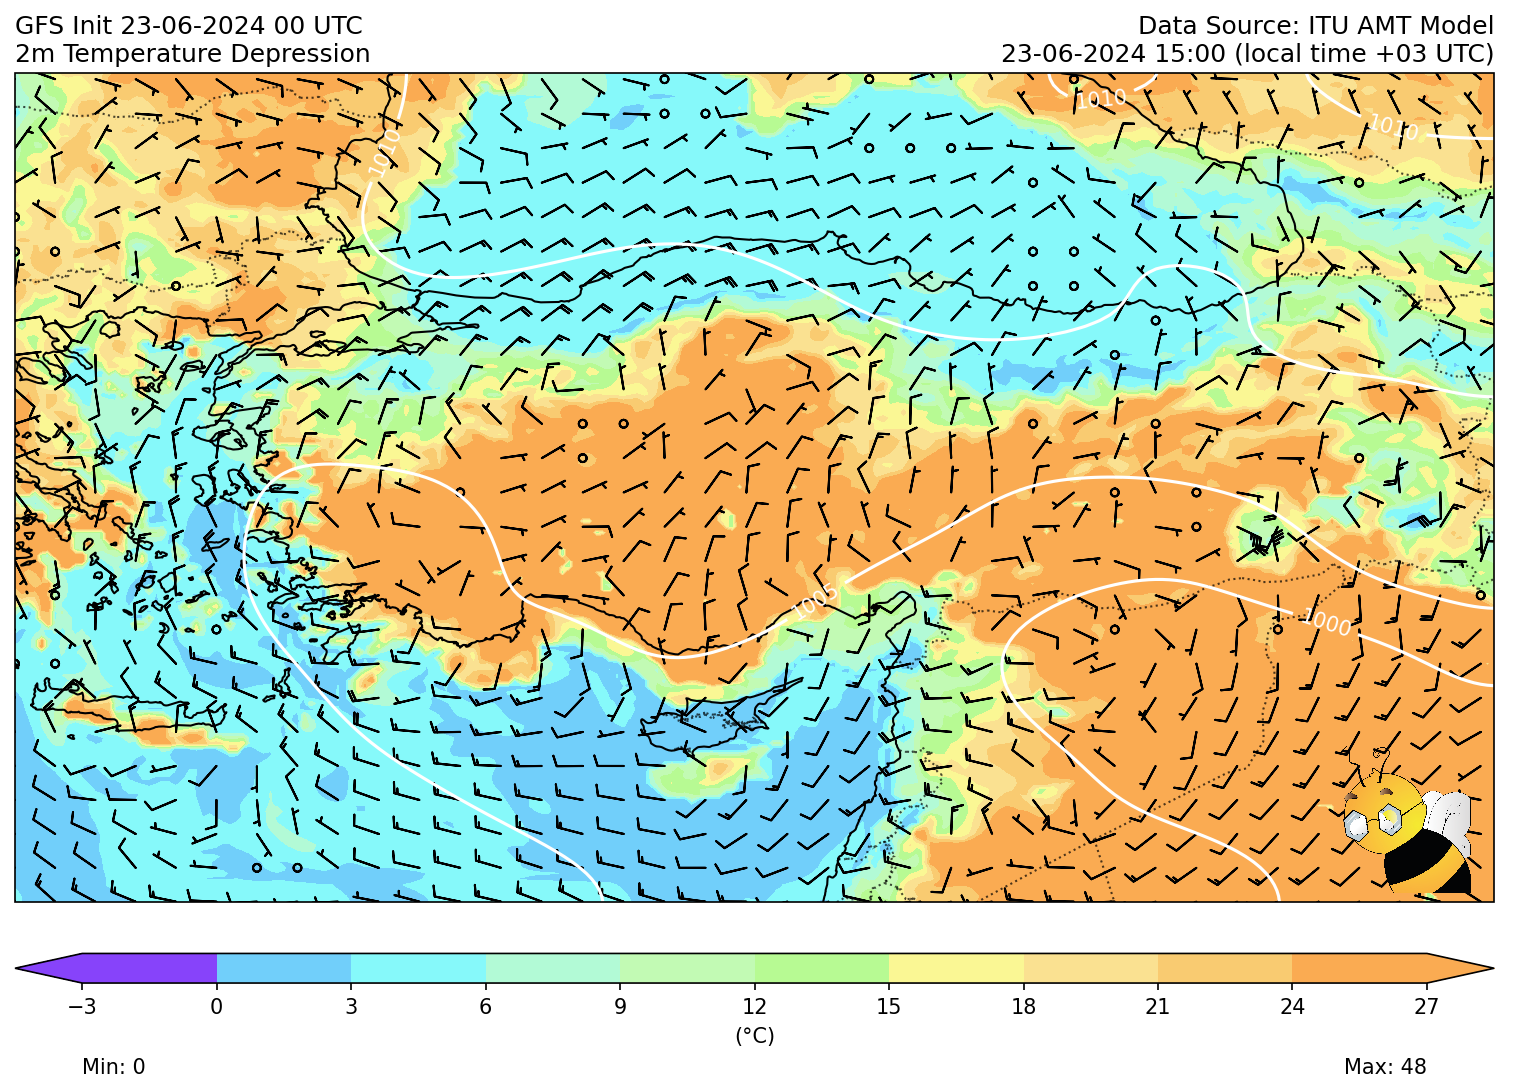 GFS Init 23-06-2024 00 UTC
Data Source: ITU AMT Model
2m Temperature Depression
23-06-2024 15:00 (local time +03 UTC)
1010
1010
1010
1005
1000
−3 0 3 6 9 12 15 18 21 24 27
(°C)
Min: 0
Max: 48